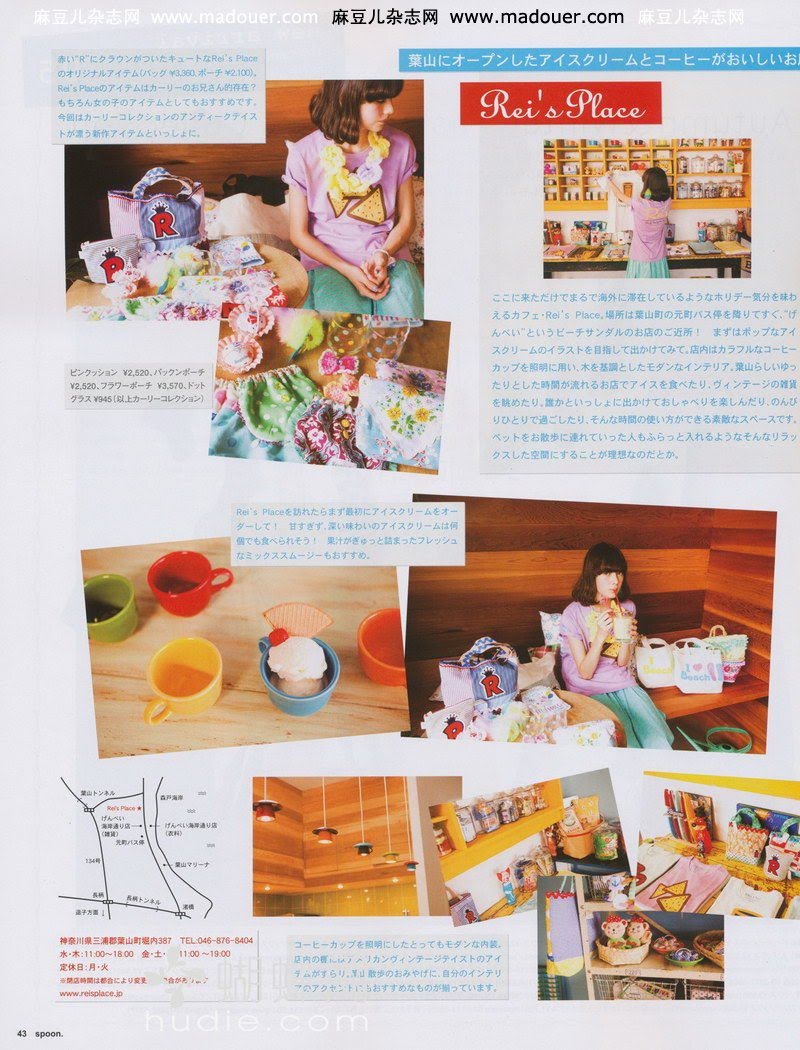 麻豆儿杂志网 www.madouer.com 麻豆儿杂志网 www.madouer.com 麻豆儿杂志网
赤い"R"にクラウンがついたキュートなRei's Place
のオリジナルアイテム(バッグ ¥3,360、ポーチ ¥2,100)。
Rei's Placeのアイテムはカーリーのお兄さん的存在?
もちろん女の子のアイテムとしてもおすすめです。
今回はカーリーコレクションのアンティークテイス
トが漂う新作アイテムといっしょに。
葉山にオープンしたアイスクリームとコーヒーがおいしいお店
Rei's Place
ここに来ただけでまるで海外に滞在しているようなホリデー気分を味わ
えるカフェ・Rei's Place。場所は葉山町の元町バス停を降りてすぐ、"げ
んべい"というビーチサンダルのお店のご近所! まずはポップなアイ
スクリームのイラストを目指して出かけてみて。店内はカラフルなコーヒー
カップを照明に用い、木を基調としたモダンなインテリア。葉山らしいゆっ
たりとした時間が流れるお店でアイスを食べたり、ヴィンテージの雑貨
を眺めたり。誰かといっしょに出かけておしゃべりを楽しんだり、のんび
りひとりで過ごしたり、そんな時間の使い方ができる素敵なスペースです。
ペットをお散歩に連れていった人もふらっと入れるようなそんなリラッ
クスした空間にすることが理想なのだとか。
ピンクッション ¥2,520、パックンポーチ
¥2,520、フラワーポーチ ¥3,570、ドット
グラス ¥945(以上カーリーコレクション)
Rei's Placeを訪れたらまず最初にアイスクリームをオー
ダーして! 甘すぎず、深い味わいのアイスクリームは何
個でも食べられそう! 果汁がぎゅっと詰まったフレッシュ
なミックススムージーもおすすめ。
R
R
R
I Beach
I Beach
葉山トンネル
森戸海岸
Rei's Place ★
げんべい
海岸通り店
(雑貨)
げんべい
海岸通り店
(衣料)
元町バス停
134号
葉山マリーナ
長柄
長柄トンネル
渚橋
逗子方面
神奈川県三浦郡葉山町堀内387 TEL:046-876-8404
水・木:11:00〜18:00 金・土・ :11:00 〜19:00
定休日:月・火
※閉店時間は都合により変更 合があります
www.reisplace.jp
コーヒーカップを照明にしたとってもモダンな内装。
店内の棚に リカンヴィンテージテイストのアイ
テムがずらり。 山散歩のおみやげに、自分のインテリ
アのアクセントに もおすすめなものが揃っています。
hudie.com
43 spoon.